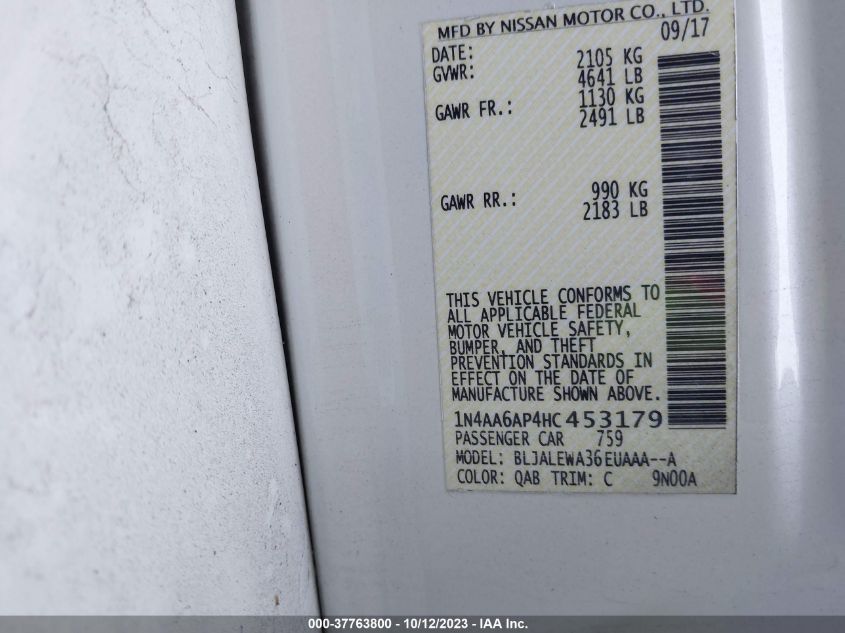 MFD BY NISSAN MOTOR CO., LTD.
DATE: 09/17
GVWR: 2105 KG
4641 LB
GAWR FR.: 1130 KG
2491 LB
GAWR RR.: 990 KG
2183 LB
THIS VEHICLE CONFORMS TO
ALL APPLICABLE FEDERAL
MOTOR VEHICLE SAFETY,
BUMPER, AND THEFT
PREVENTION STANDARDS IN
EFFECT ON THE DATE OF
MANUFACTURE SHOWN ABOVE.
1N4AA6AP4HC453179
PASSENGER CAR 759
MODEL: BLJALEWA36EUAAA--A
COLOR: QAB TRIM: C 9N00A
000-37763800 - 10/12/2023 - IAA Inc.